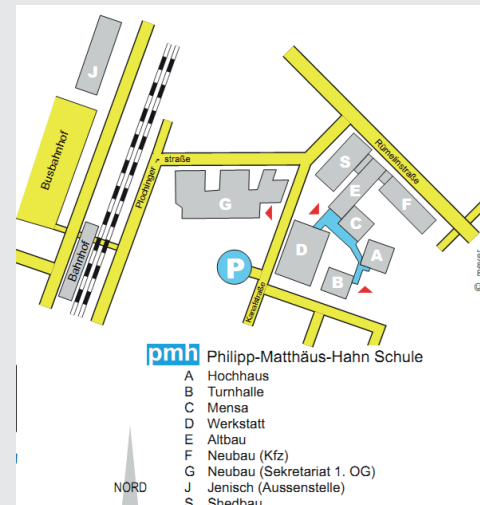 J
Busbahnhof
Bahnhof
Plochinger
straße
G
P
Kanalstraße
Rümelinstraße
S
E
F
C
D
A
B
© meyer
pmh Philipp-Matthäus-Hahn Schule
A Hochhaus
B Turnhalle
C Mensa
D Werkstatt
E Altbau
F Neubau (Kfz)
G Neubau (Sekretariat 1. OG)
J Jenisch (Aussenstelle)
S Shedbau
NORD